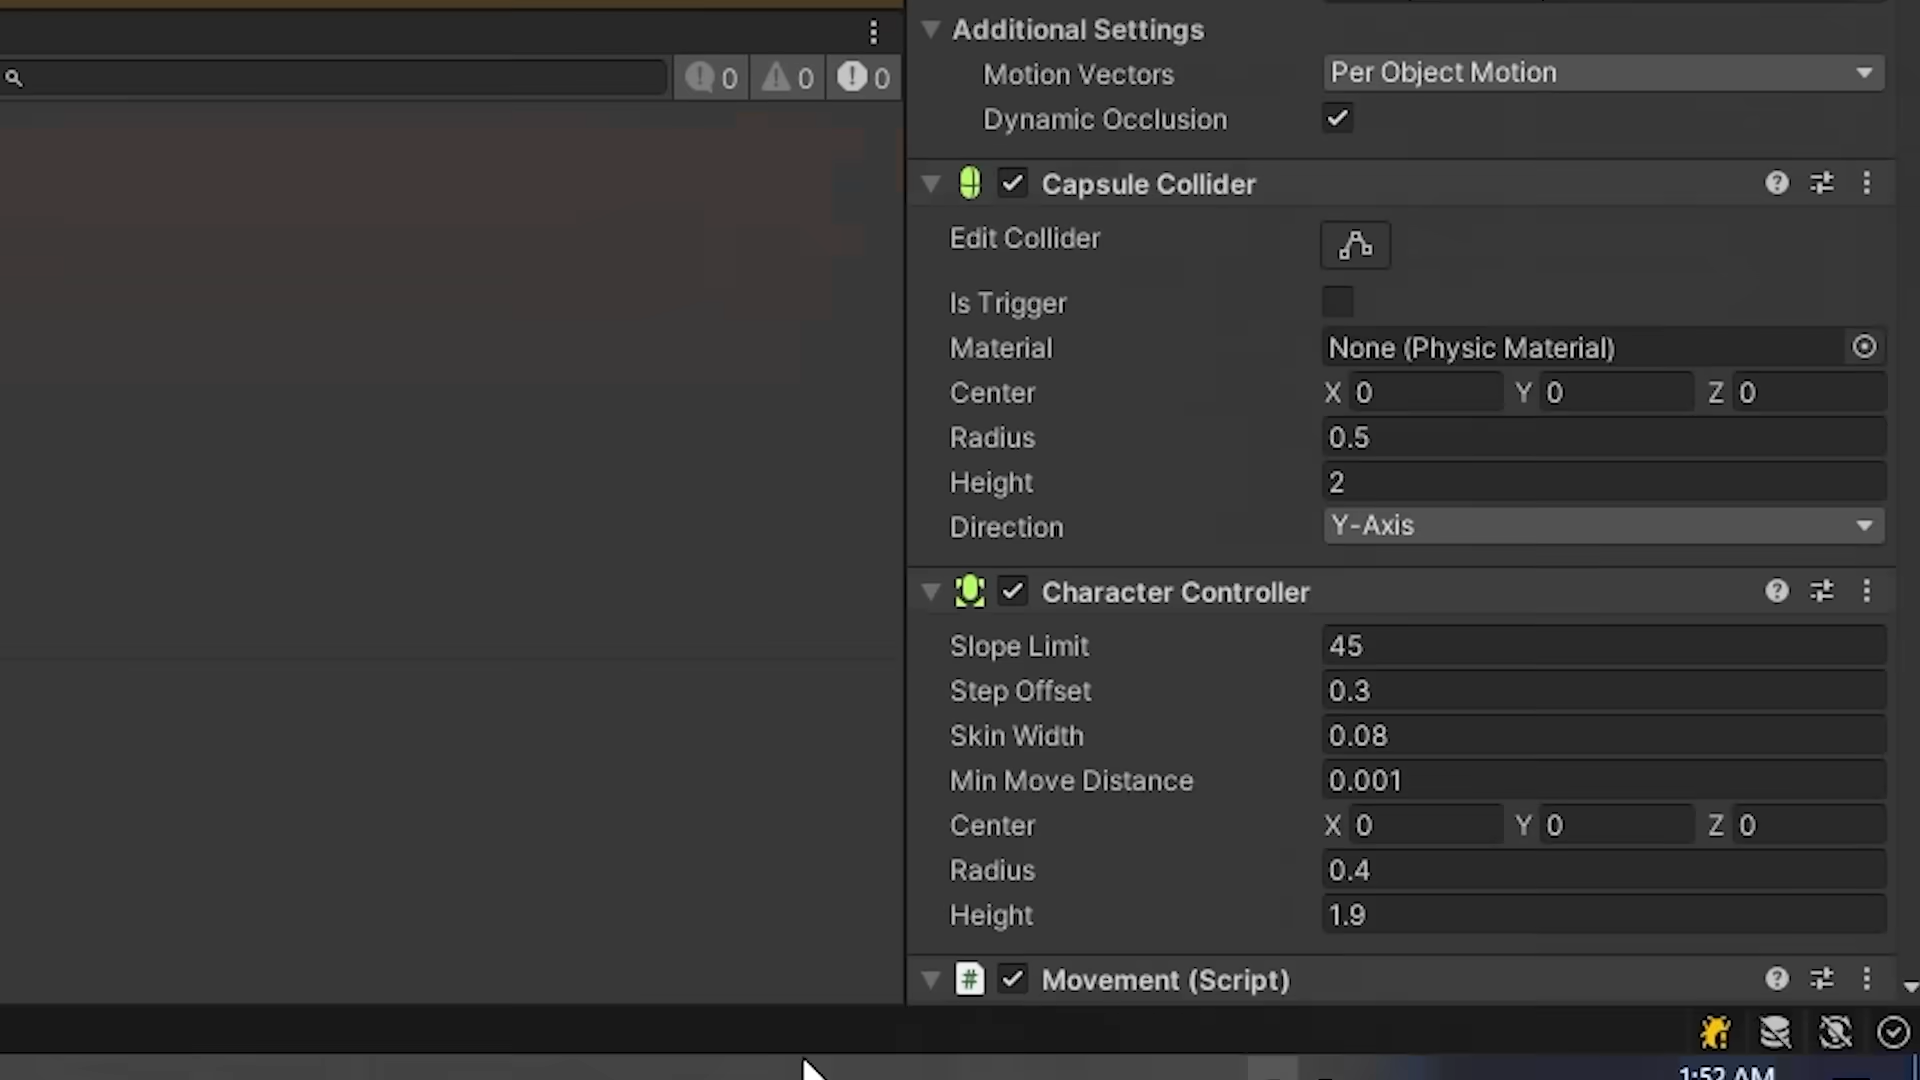 Additional Settings
Motion Vectors Per Object Motion
Dynamic Occlusion
0 0 0
Capsule Collider
Edit Collider
Is Trigger
Material None (Physic Material)
Center X 0 Y 0 Z 0
Radius 0.5
Height 2
Direction Y-Axis
Character Controller
Slope Limit 45
Step Offset 0.3
Skin Width 0.08
Min Move Distance 0.001
Center X 0 Y 0 Z 0
Radius 0.4
Height 1.9
# Movement (Script)
1:52 AM